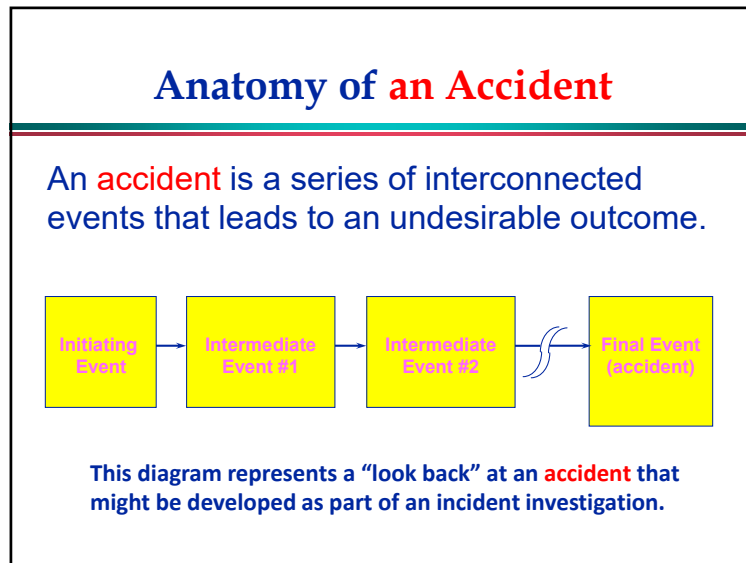 Anatomy of an Accident
An accident is a series of interconnected
events that leads to an undesirable outcome.
Initiating
Event
Intermediate
Event #1
Intermediate
Event #2
Final Event
(accident)
This diagram represents a “look back” at an accident that
might be developed as part of an incident investigation.